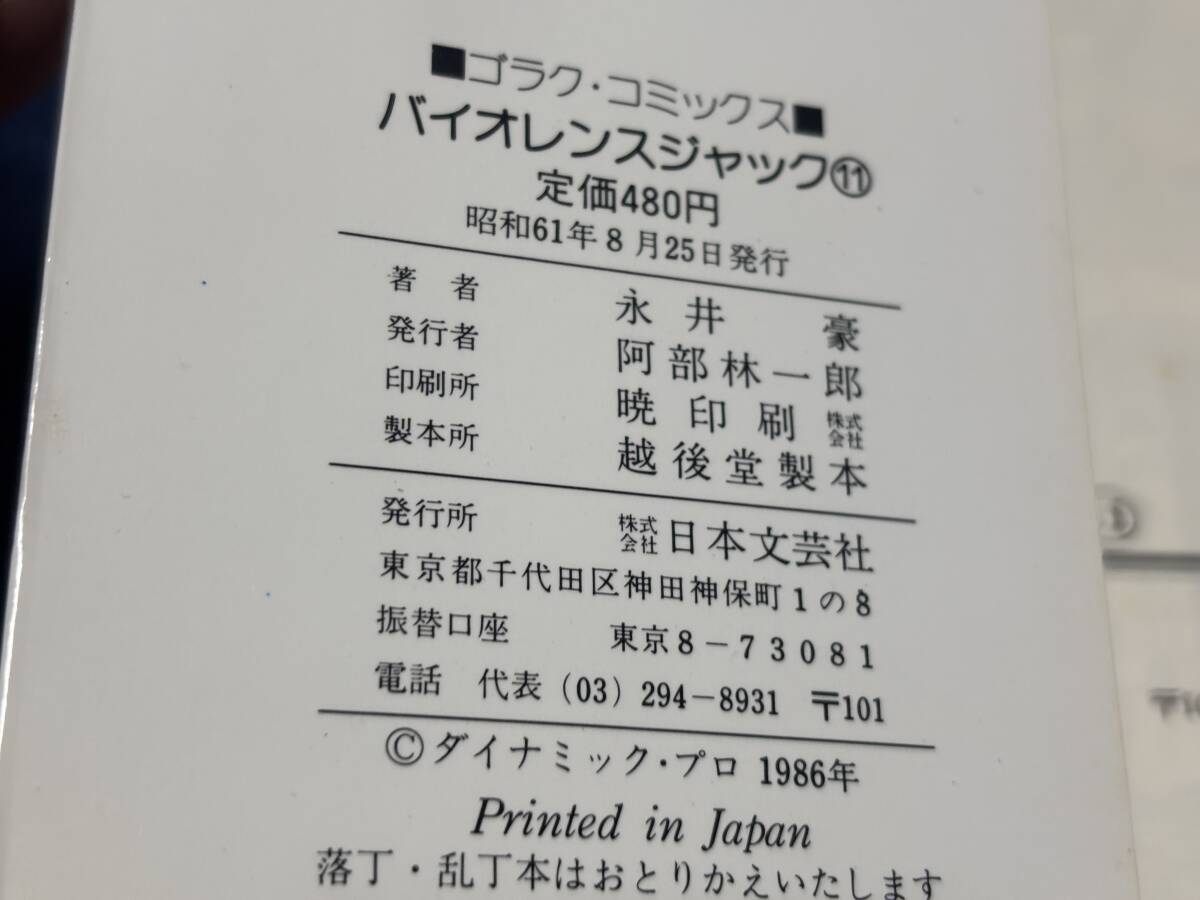 ■ゴラク・コミックス■
バイオレンスジャック⑪
定価480円
昭和61年8月25日発行
著者 永井豪
発行者 阿部林一郎
印刷所 暁印刷株式会社
製本所 越後堂製本
発行所 株式会社日本文芸社
東京都千代田区神田神保町1の8
振替口座 東京8-73081
電話 代表(03)294-8931 〒101
©ダイナミック・プロ 1986年
Printed in Japan
落丁・乱丁本はおとりかえいたします